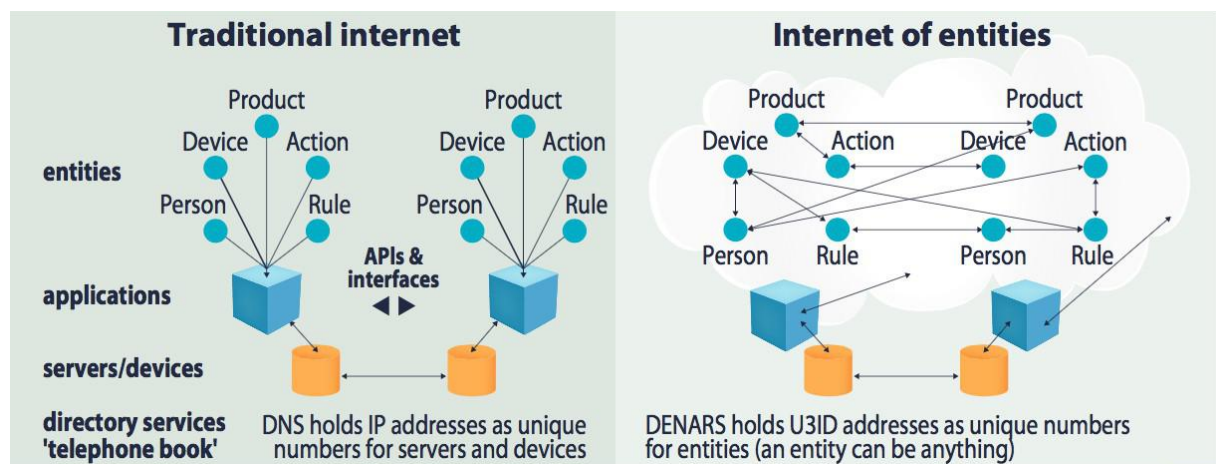 Traditional internet
Product
Product
Device
Action
Device
Action
entities
Person
Rule
Person
Rule
APIs &
interfaces
applications
servers/devices
directory services
'telephone book'
DNS holds IP addresses as unique
numbers for servers and devices
Internet of entities
Product
Product
Device
Action
Device
Action
Person
Rule
Person
Rule
DENARS holds U3ID addresses as unique numbers
for entities (an entity can be anything)